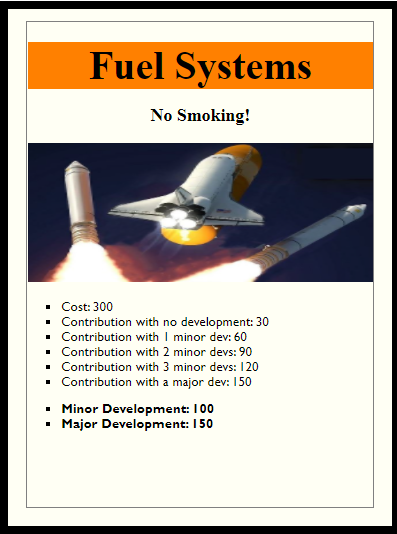 Fuel Systems
No Smoking!
Cost: 300
Contribution with no development: 30
Contribution with 1 minor dev: 60
Contribution with 2 minor devs: 90
Contribution with 3 minor devs: 120
Contribution with a major dev: 150
Minor Development: 100
Major Development: 150